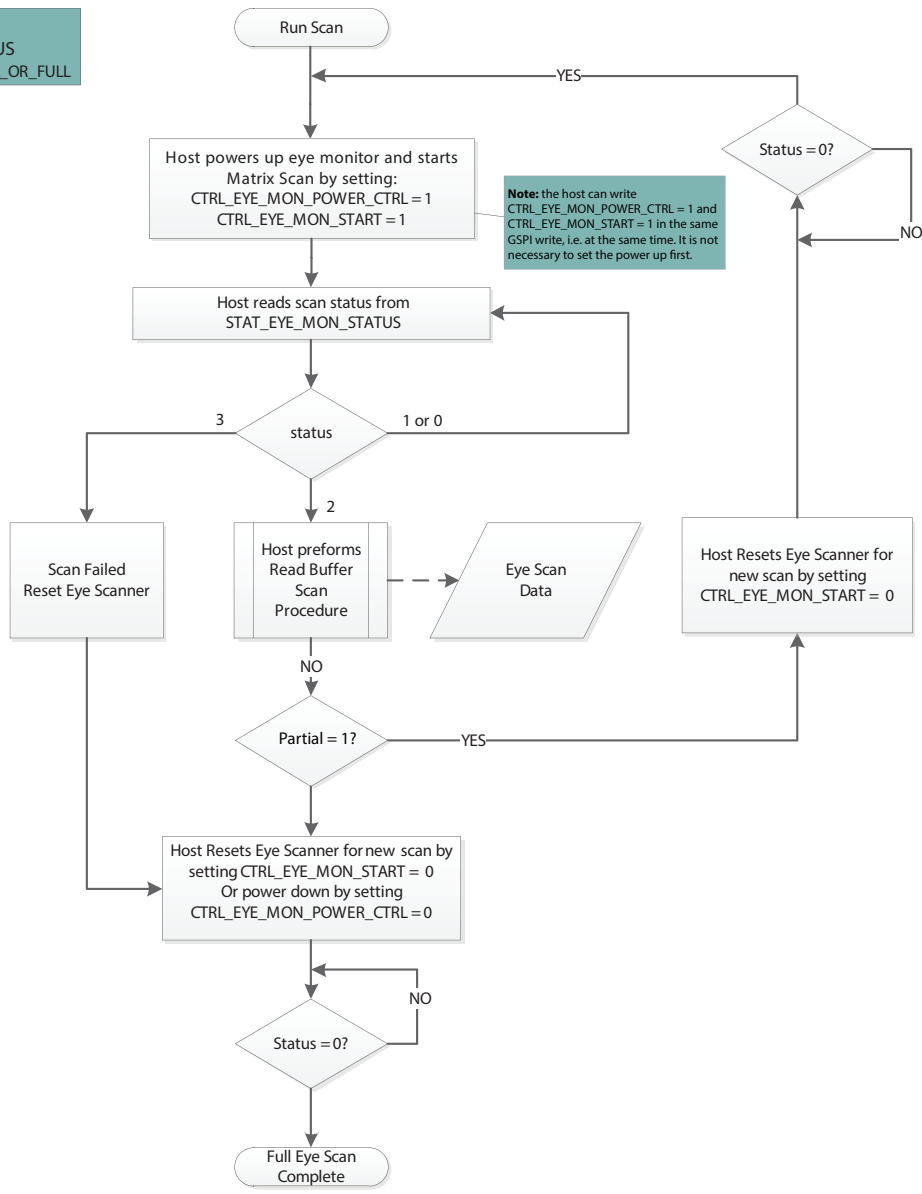 US
_OR_FULL
Run Scan
YES
Host powers up eye monitor and starts
Matrix Scan by setting:
CTRL_EYE_MON_POWER_CTRL = 1
CTRL_EYE_MON_START = 1
Status = 0?
NO
Note: the host can write
CTRL_EYE_MON_POWER_CTRL = 1 and
CTRL_EYE_MON_START = 1 in the same
GSPI write, i.e. at the same time. It is not
necessary to set the power up first.
Host reads scan status from
STAT_EYE_MON_STATUS
3
status
1 or 0
2
Scan Failed
Reset Eye Scanner
Host preforms
Read Buffer
Scan
Procedure
Eye Scan
Data
Host Resets Eye Scanner for
new scan by setting
CTRL_EYE_MON_START = 0
NO
Partial = 1?
YES
Host Resets Eye Scanner for new scan by
setting CTRL_EYE_MON_START = 0
Or power down by setting
CTRL_EYE_MON_POWER_CTRL = 0
NO
Status = 0?
Full Eye Scan
Complete